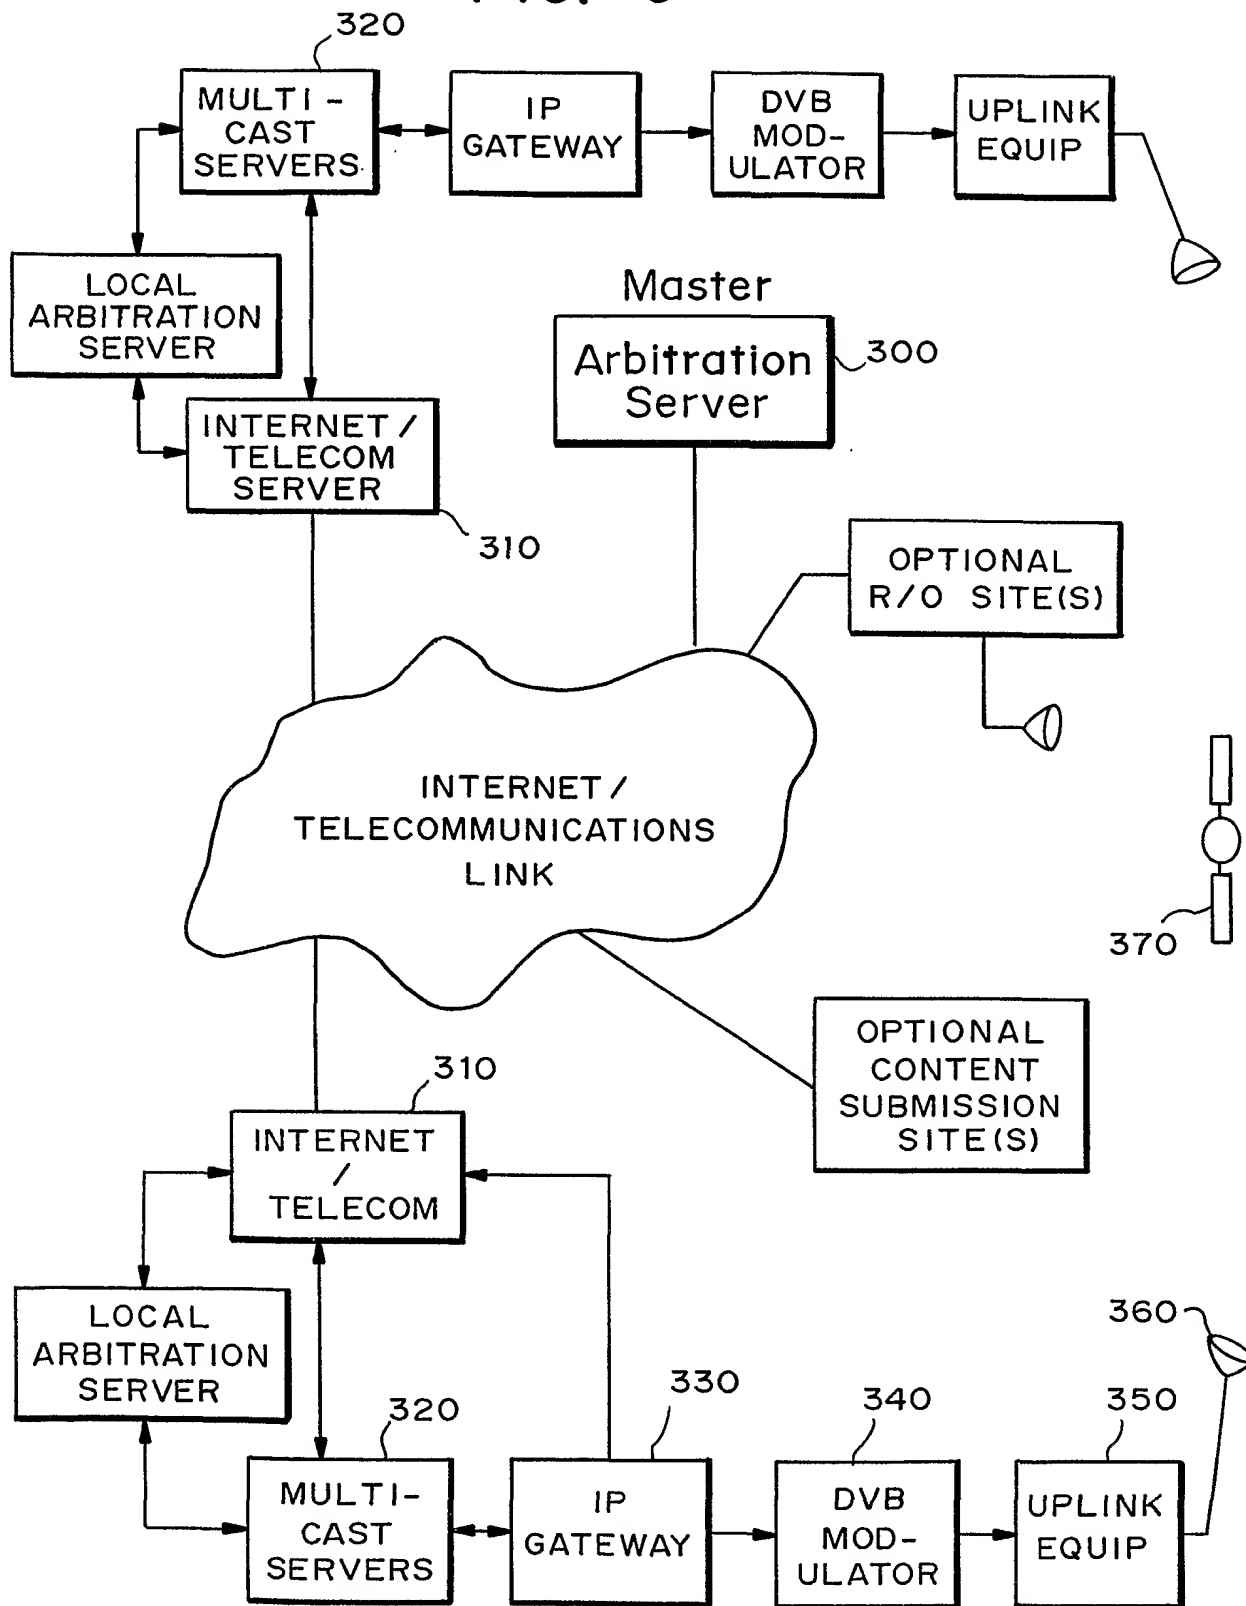 320
MULTI-
CAST
SERVERS
IP
GATEWAY
DVB
MOD-
ULATOR
UPLINK
EQUIP
LOCAL
ARBITRATION
SERVER
Master
Arbitration
Server
300
INTERNET/
TELECOM
SERVER
310
OPTIONAL
R/O SITE(S)
INTERNET/
TELECOMMUNICATIONS
LINK
370
OPTIONAL
CONTENT
SUBMISSION
SITE(S)
310
INTERNET
/
TELECOM
LOCAL
ARBITRATION
SERVER
360
320
MULTI-
CAST
SERVERS
330
IP
GATEWAY
340
DVB
MOD-
ULATOR
350
UPLINK
EQUIP